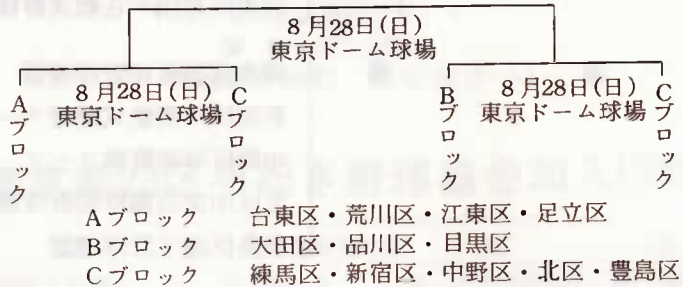 8月28日(日)
東京ドーム球場
Aブロック
8月28日(日)
東京ドーム球場
Cブロック
Bブロック
8月28日(日)
東京ドーム球場
Cブロック
Aブロック 台東区・荒川区・江東区・足立区
Bブロック 大田区・品川区・目黒区
Cブロック 練馬区・新宿区・中野区・北区・豊島区